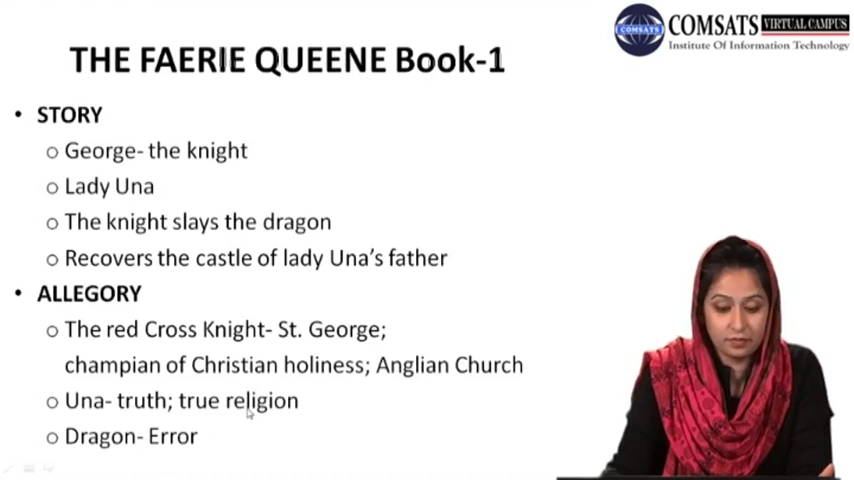 COMSATS VIRTUAL CAMPUS
COMSATS
Institute Of Information Technology
THE FAERIE QUEENE Book-1
• STORY
o George- the knight
o Lady Una
o The knight slays the dragon
o Recovers the castle of lady Una's father
• ALLEGORY
o The red Cross Knight- St. George;
champian of Christian holiness; Anglian Church
o Una- truth; true religion
o Dragon- Error